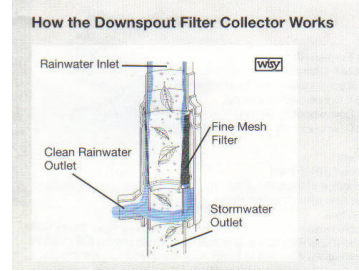 How the Downspout Filter Collector Works
Rainwater Inlet
wisy
Fine Mesh
Filter
Clean Rainwater
Outlet
Stormwater
Outlet